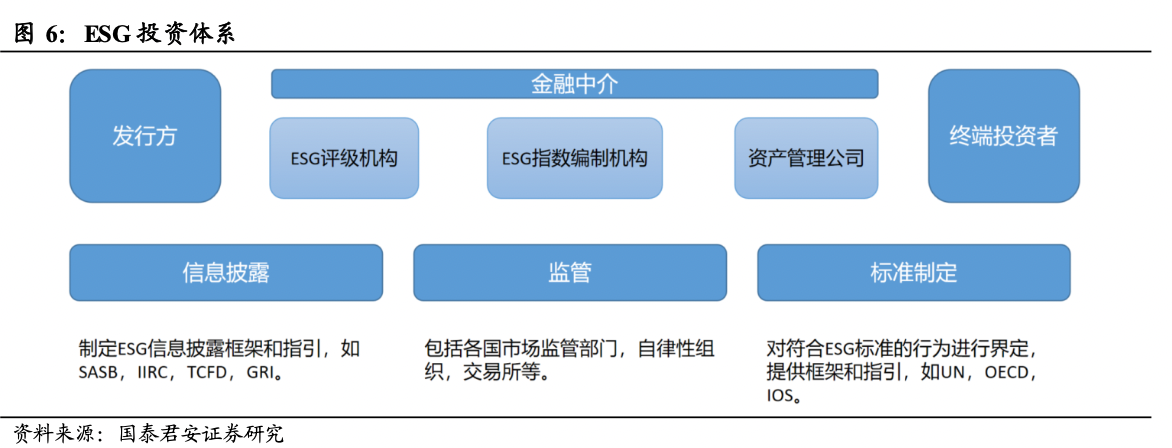 图 6：ESG 投资体系
发行方
金融中介
ESG评级机构
ESG指数编制机构
资产管理公司
终端投资者
信息披露
监管
标准制定
制定ESG信息披露框架和指引，如
SASB，IIRC，TCFD，GRI。
包括各国市场监管部门，自律性组
织，交易所等。
对符合ESG标准的行为进行界定，
提供框架和指引，如UN，OECD，
IOS。
资料来源：国泰君安证券研究